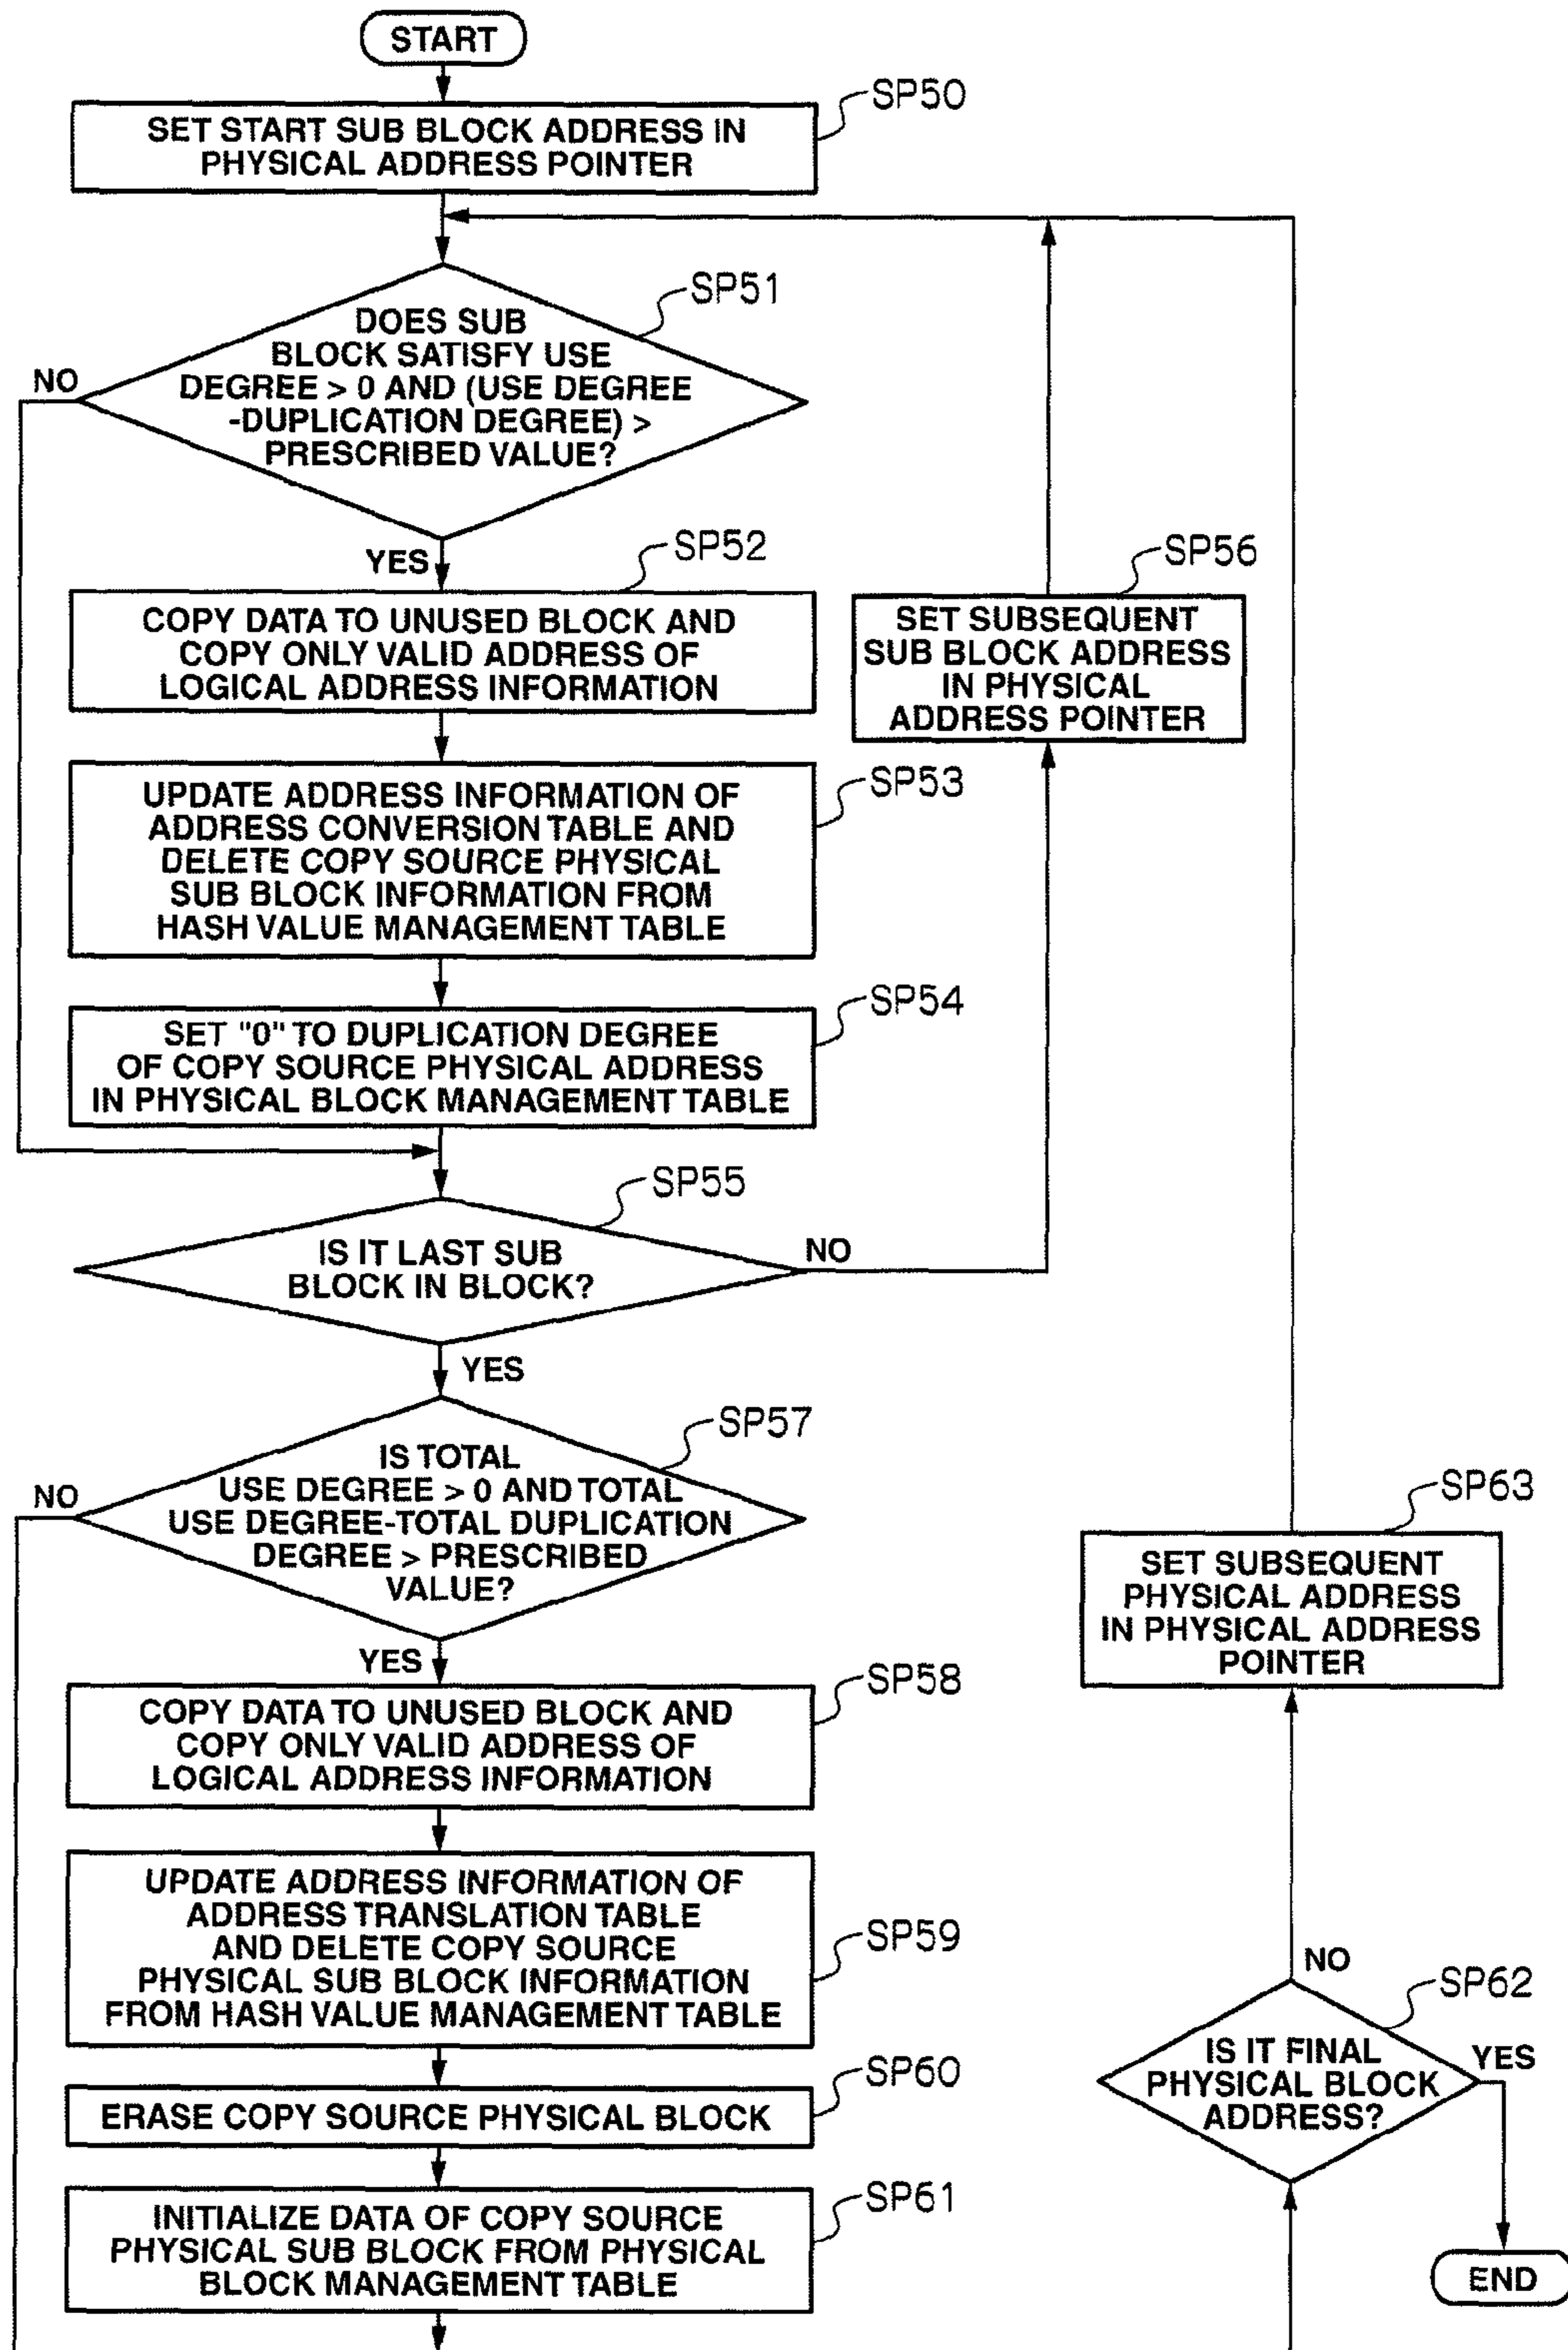 START
SP50
SET START SUB BLOCK ADDRESS IN
PHYSICAL ADDRESS POINTER
SP51
DOES SUB
BLOCK SATISFY USE
DEGREE > 0 AND (USE DEGREE
-DUPLICATION DEGREE) >
PRESCRIBED VALUE?
NO
YES
SP52
COPY DATA TO UNUSED BLOCK AND
COPY ONLY VALID ADDRESS OF
LOGICAL ADDRESS INFORMATION
SP56
SET SUBSEQUENT
SUB BLOCK ADDRESS
IN PHYSICAL
ADDRESS POINTER
SP53
UPDATE ADDRESS INFORMATION OF
ADDRESS CONVERSION TABLE AND
DELETE COPY SOURCE PHYSICAL
SUB BLOCK INFORMATION FROM
HASH VALUE MANAGEMENT TABLE
SP54
SET "0" TO DUPLICATION DEGREE
OF COPY SOURCE PHYSICAL ADDRESS
IN PHYSICAL BLOCK MANAGEMENT TABLE
SP55
IS IT LAST SUB
BLOCK IN BLOCK?
NO
YES
SP57
IS TOTAL
USE DEGREE > 0 AND TOTAL
USE DEGREE-TOTAL DUPLICATION
DEGREE > PRESCRIBED
VALUE?
NO
YES
SP63
SET SUBSEQUENT
PHYSICAL ADDRESS
IN PHYSICAL ADDRESS
POINTER
SP58
COPY DATA TO UNUSED BLOCK AND
COPY ONLY VALID ADDRESS OF
LOGICAL ADDRESS INFORMATION
SP59
UPDATE ADDRESS INFORMATION OF
ADDRESS TRANSLATION TABLE
AND DELETE COPY SOURCE
PHYSICAL SUB BLOCK INFORMATION
FROM HASH VALUE MANAGEMENT TABLE
SP60
ERASE COPY SOURCE PHYSICAL BLOCK
SP61
INITIALIZE DATA OF COPY SOURCE
PHYSICAL SUB BLOCK FROM PHYSICAL
BLOCK MANAGEMENT TABLE
NO
SP62
IS IT FINAL
PHYSICAL BLOCK
ADDRESS?
YES
END